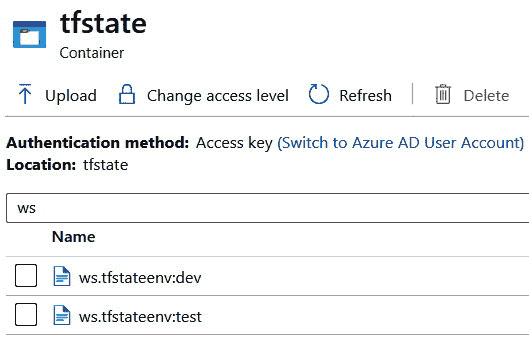 tfstate
Container
Upload Change access level Refresh Delete
Authentication method: Access key (Switch to Azure AD User Account)
Location: tfstate
ws
Name
ws.tfstateenv:dev
ws.tfstateenv:test